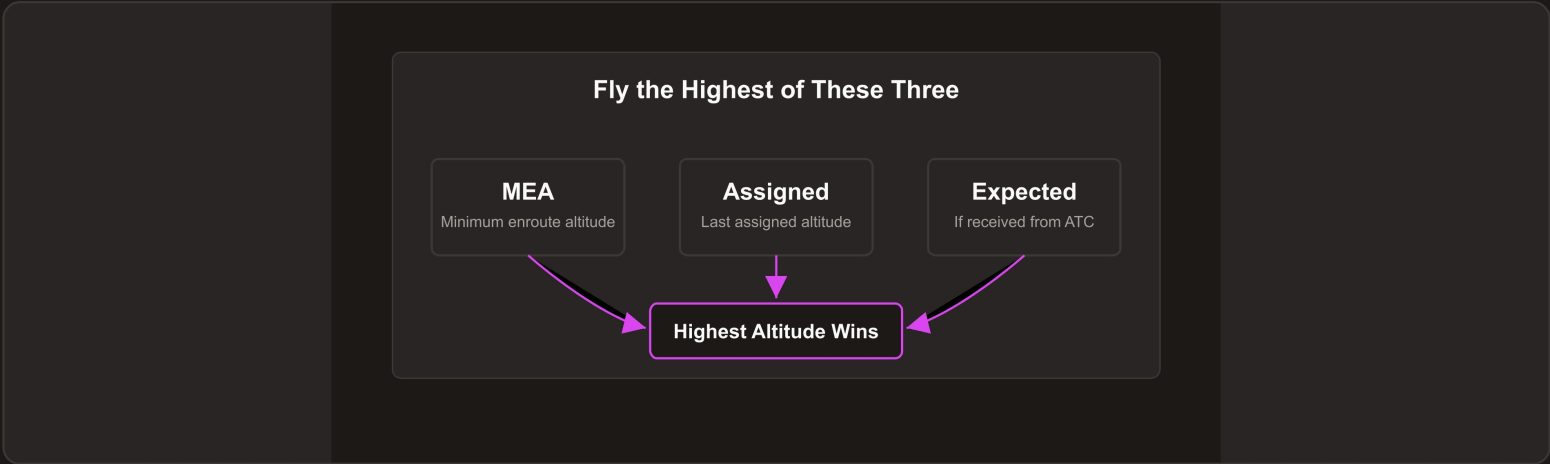 Fly the Highest of These Three
MEA
Minimum enroute altitude
Assigned
Last assigned altitude
Expected
If received from ATC
Highest Altitude Wins